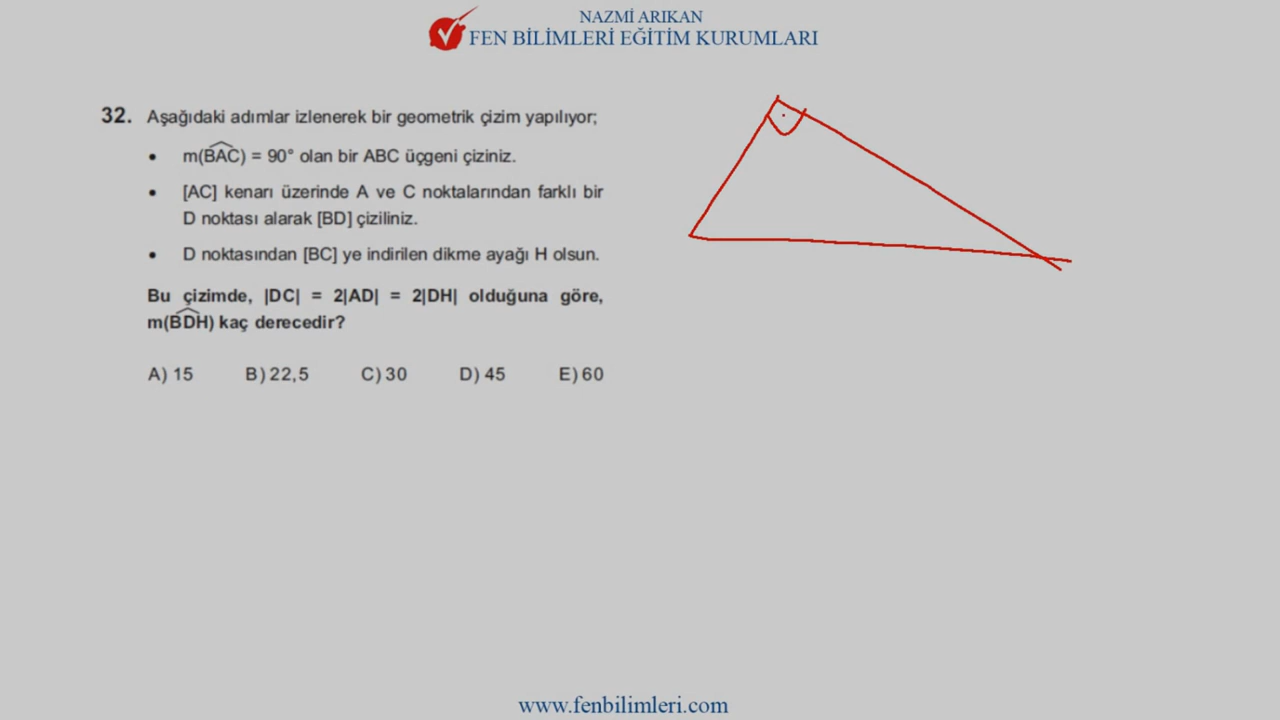 NAZMİ ARIKAN
FEN BİLİMLERİ EĞİTİM KURUMLARI
32. Aşağıdaki adımlar izlenerek bir geometrik çizim yapılıyor;
• m(BAC) = 90° olan bir ABC üçgeni çiziniz.
• [AC] kenarı üzerinde A ve C noktalarından farklı bir
D noktası alarak [BD] çiziliniz.
• D noktasından [BC] ye indirilen dikme ayağı H olsun.
Bu çizimde, |DC| = 2|AD| = 2|DH| olduğuna göre,
m(BDH) kaç derecedir?
A) 15 B) 22,5 C) 30 D) 45 E) 60
www.fenbilimleri.com